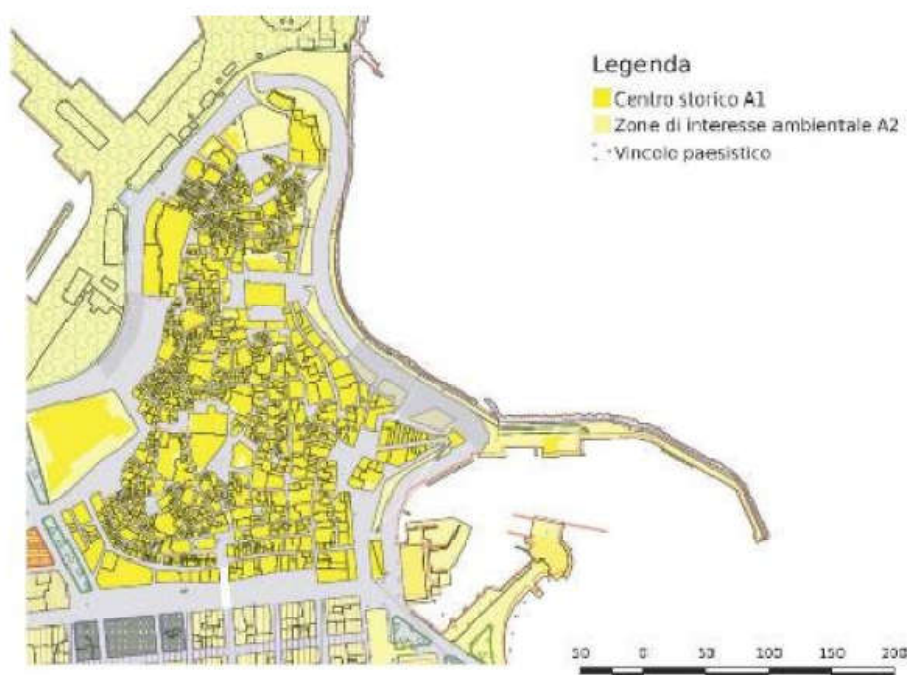 Legenda
Centro storico A1
Zone di interesse ambientale A2
Vincolo paesistico
50 0 50 100 150 200